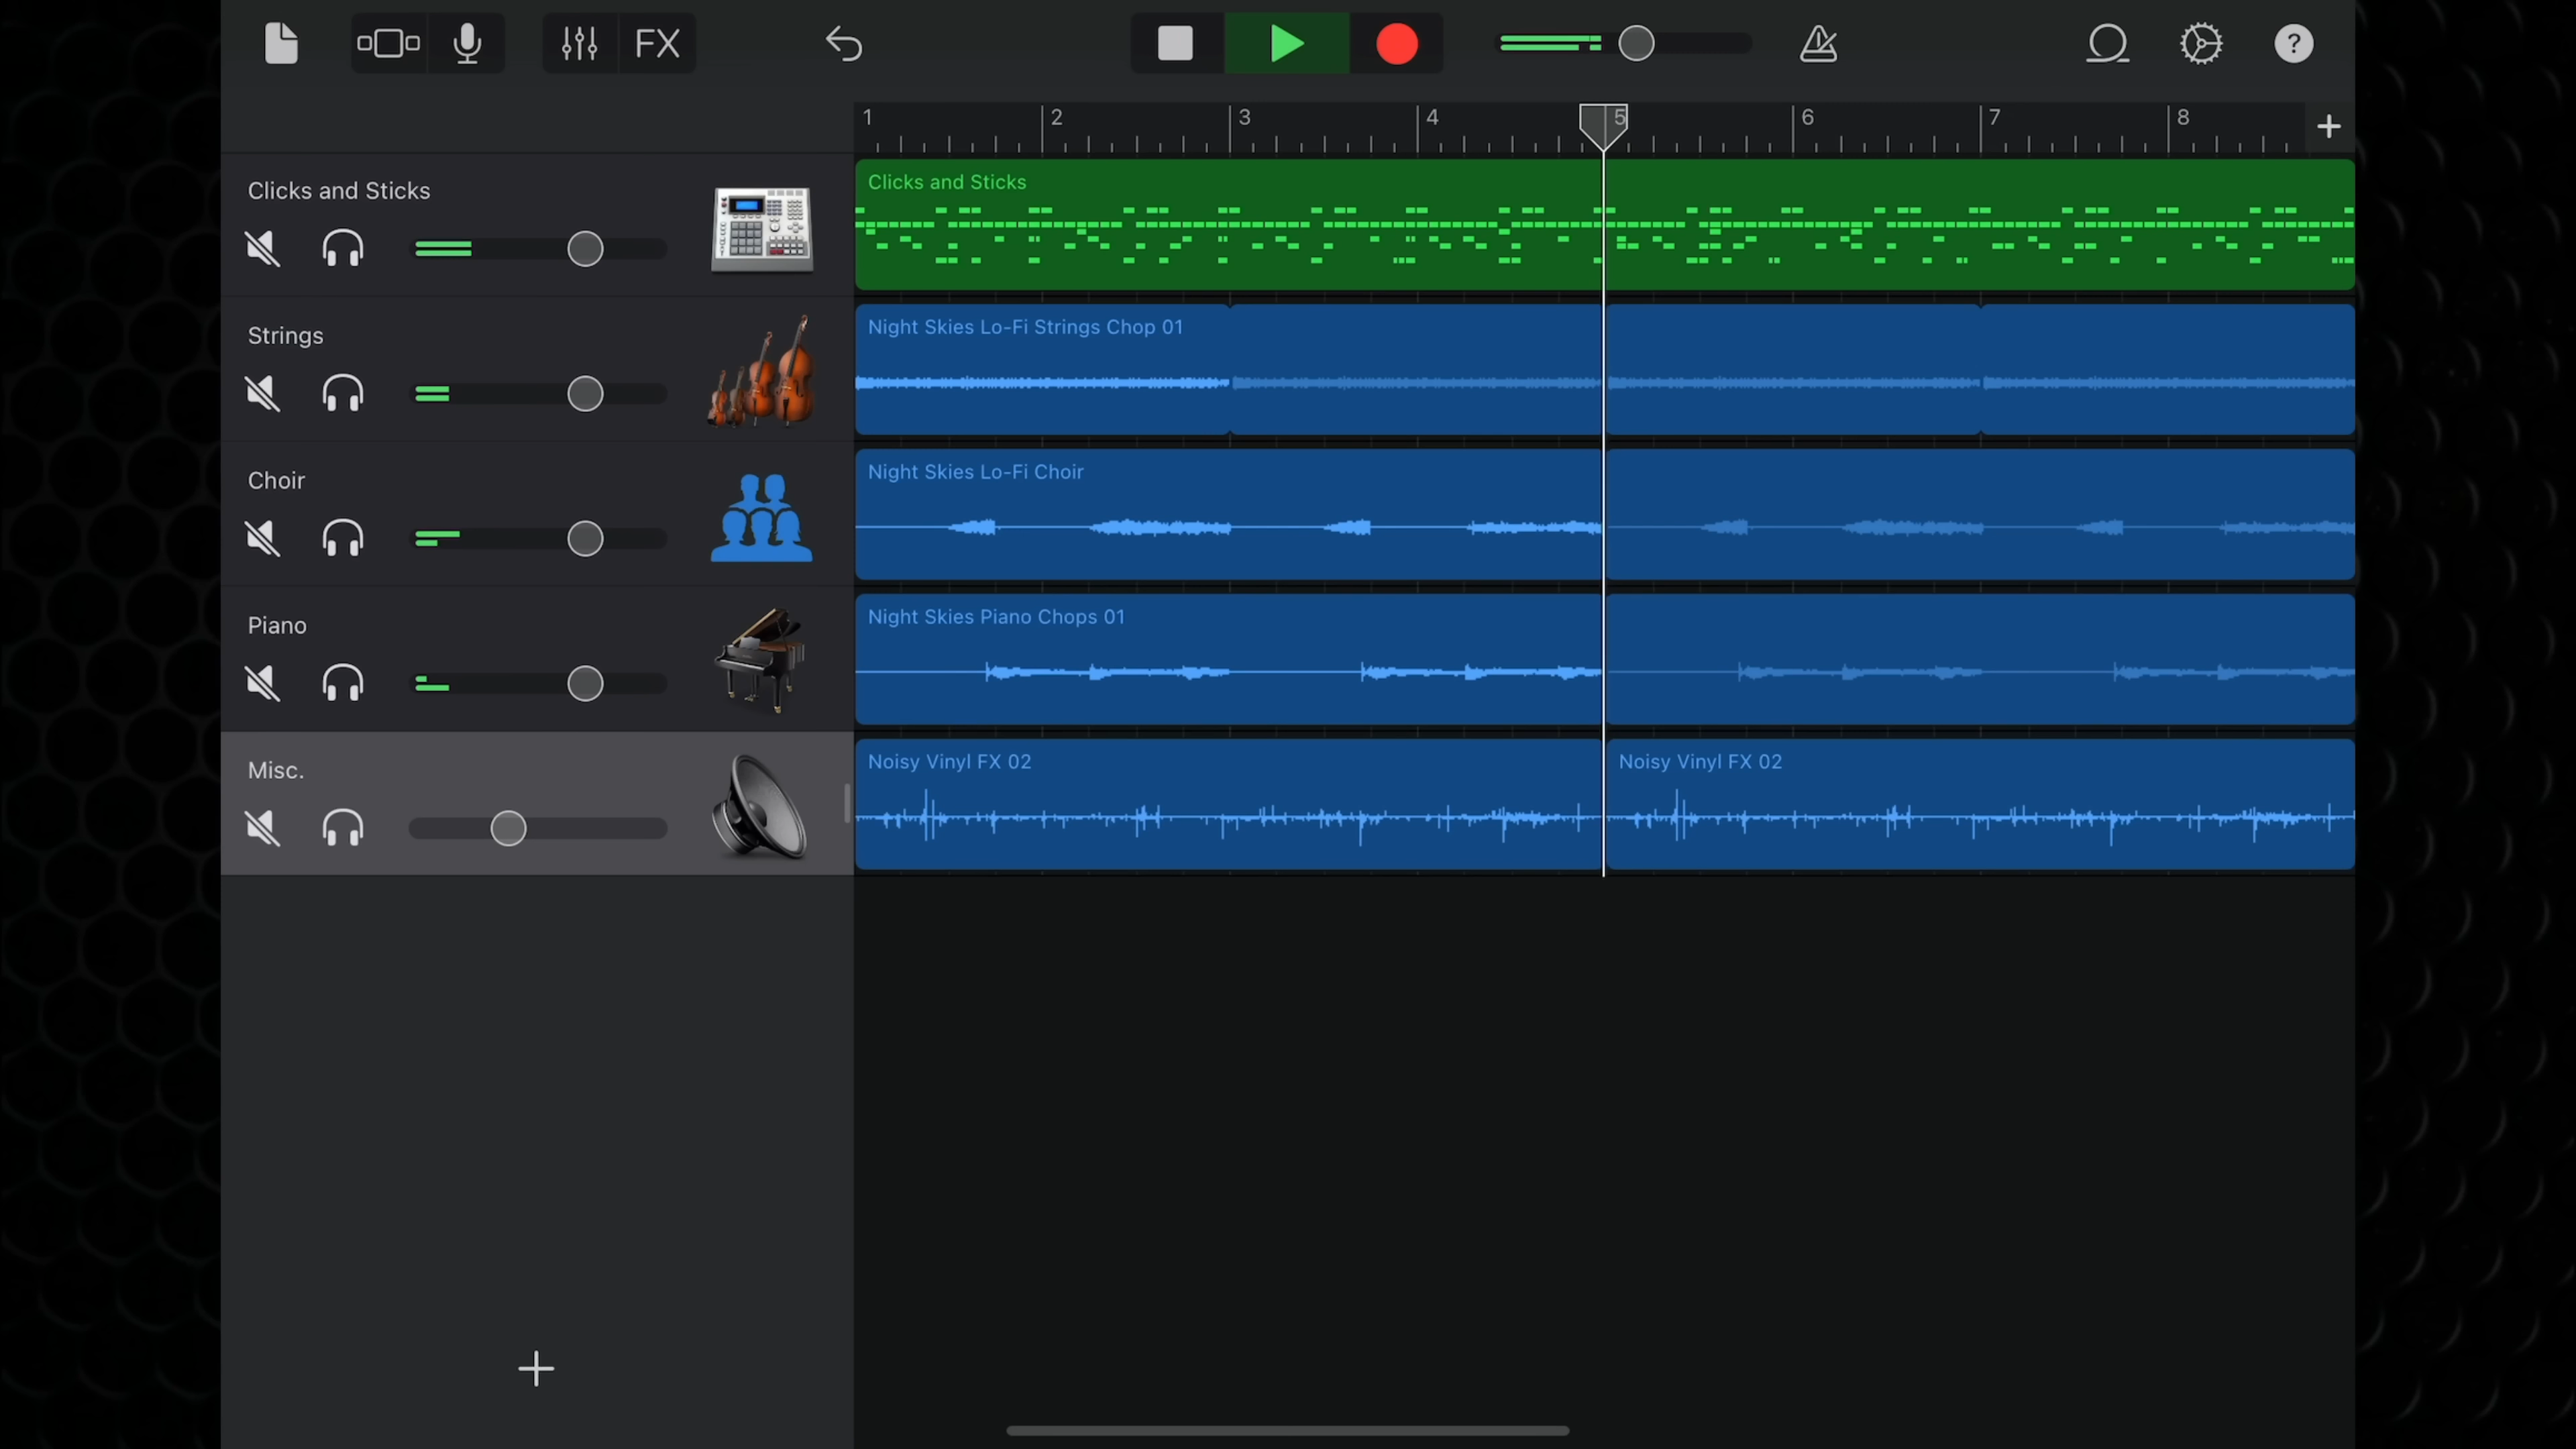 FX
?
1 2 3 4 5 6 7 8
Clicks and Sticks
Clicks and Sticks
Strings
Night Skies Lo-Fi Strings Chop 01
Choir
Night Skies Lo-Fi Choir
Piano
Night Skies Piano Chops 01
Misc.
Noisy Vinyl FX 02
Noisy Vinyl FX 02